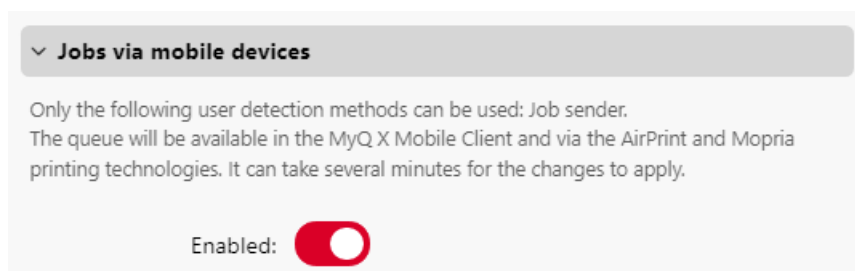 Jobs via mobile devices
Only the following user detection methods can be used: Job sender.
The queue will be available in the MyQ X Mobile Client and via the AirPrint and Mopria
printing technologies. It can take several minutes for the changes to apply.
Enabled: